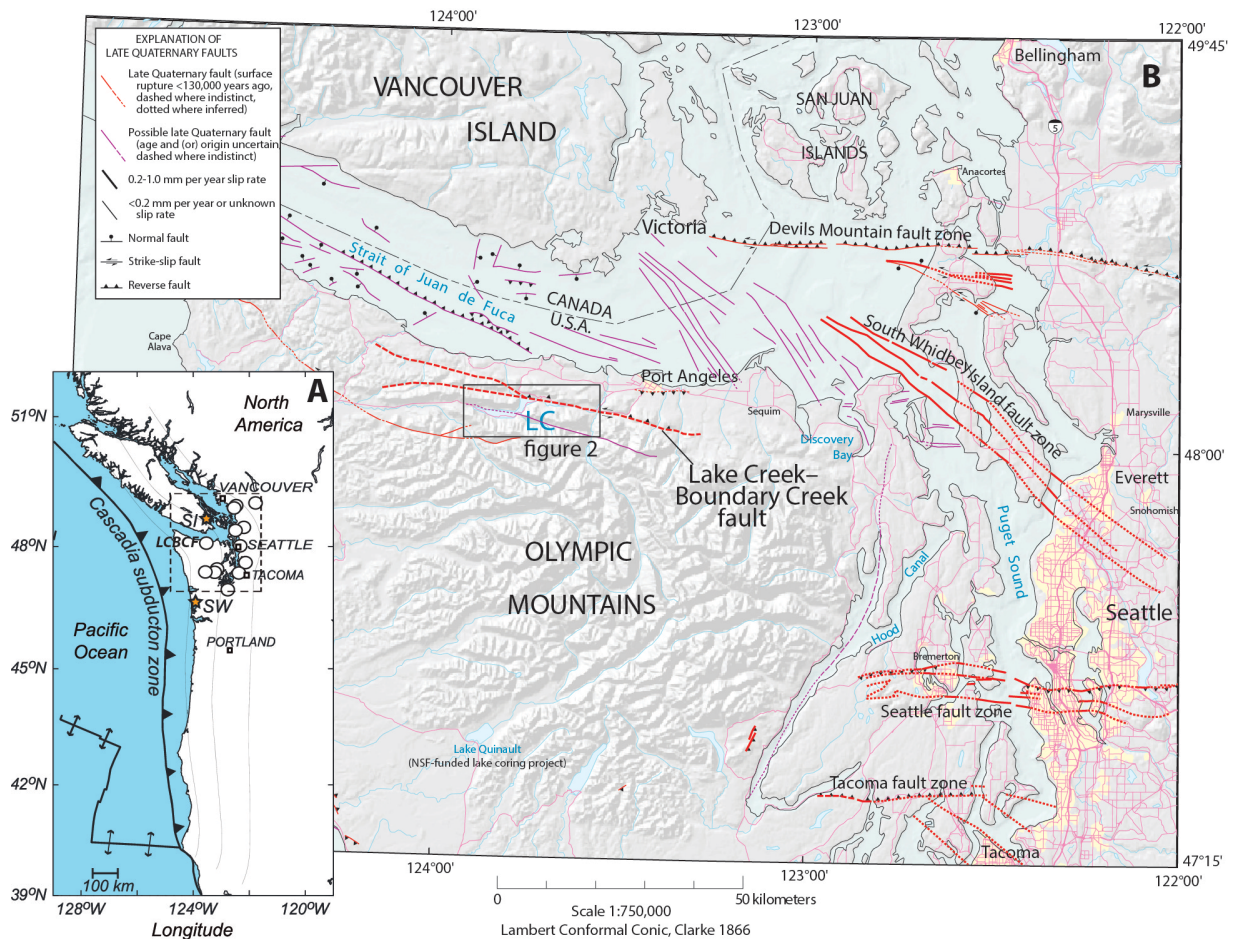 124°00'
123°00'
122°00'
49°45'
EXPLANATION OF
LATE QUATERNARY FAULTS
Late Quaternary fault (surface
rupture <130,000 years ago,
dashed where indistinct,
dotted where inferred)
Possible late Quaternary fault
(age and (or) origin uncertain
dashed where indistinct)
0.2-1.0 mm per year slip rate
<0.2 mm per year or unknown
slip rate
Normal fault
Strike-slip fault
Reverse fault
B
VANCOUVER
ISLAND
SAN JUAN
ISLANDS
Bellingham
5
Anacortes
Victoria
Devils Mountain fault zone
Strait of Juan de Fuca
CANADA
U.S.A.
Cape
Alava
South Whidbey Island fault zone
Port Angeles
Sequim
Discovery
Bay
LC
figure 2
Lake Creek–
Boundary Creek
fault
Marysville
48°00'
Everett
Snohomish
Puget Sound
OLYMPIC
MOUNTAINS
Hood
Canal
Seattle
Bremerton
Seattle fault zone
Lake Quinault
(NSF-funded lake coring project)
Tacoma fault zone
Tacoma
47°15'
124°00'
123°00'
122°00'
0
50 kilometers
Scale 1:750,000
Lambert Conformal Conic, Clarke 1866
A
North
America
51°N
48°N
45°N
42°N
39°N
VANCOUVER
SI
LCBCF
SEATTLE
TACOMA
SW
PORTLAND
Cascadia subducton zone
Pacific
Ocean
100 km
128°W
124°W
120°W
Longitude